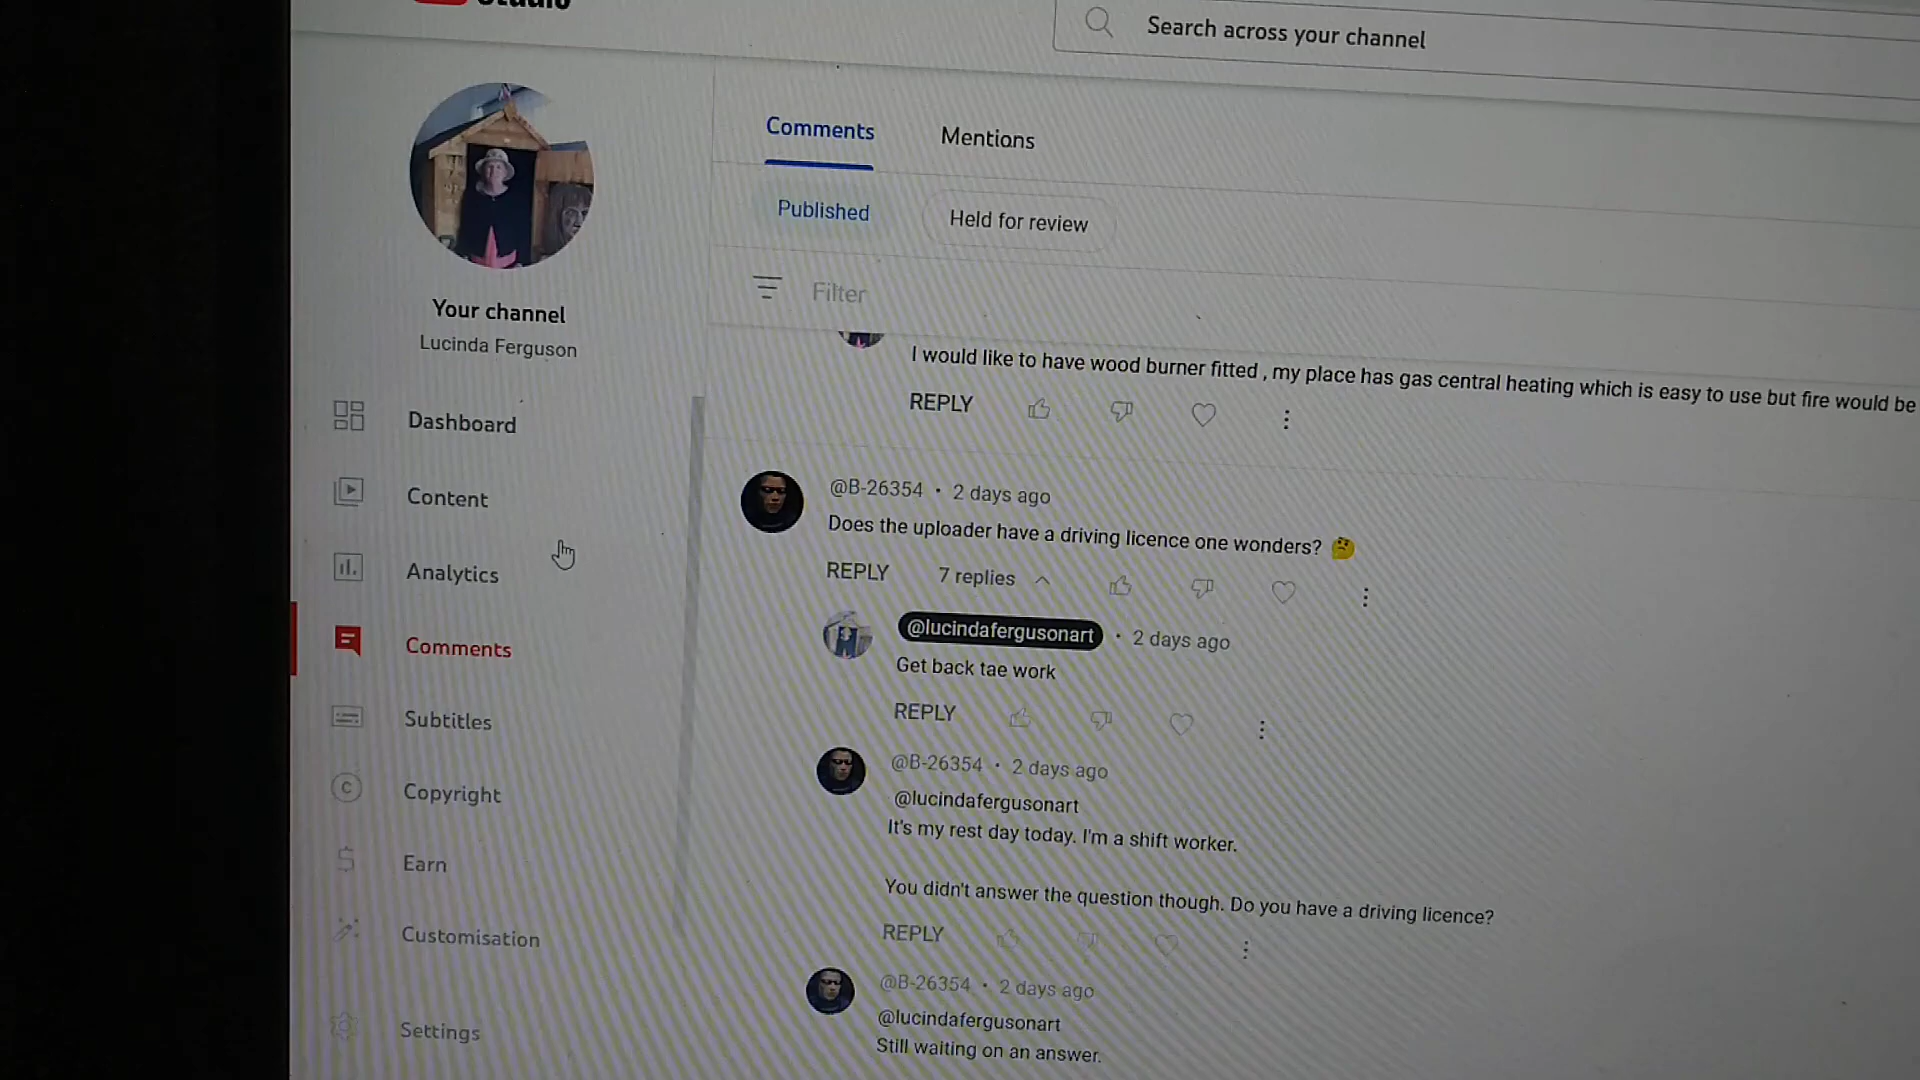 Studio
Search across your channel
Your channel
Lucinda Ferguson
Dashboard
Content
Analytics
Comments
Subtitles
Copyright
Earn
Customisation
Settings
Comments
Mentions
Published
Held for review
Filter
I would like to have wood burner fitted , my place has gas central heating which is easy to use but fire would be
REPLY
@B-26354 • 2 days ago
Does the uploader have a driving licence one wonders? 🤔
REPLY 7 replies
@lucindafergusonart • 2 days ago
Get back tae work
REPLY
@B-26354 • 2 days ago
@lucindafergusonart
It's my rest day today. I'm a shift worker.
You didn't answer the question though. Do you have a driving licence?
REPLY
@B-26354 • 2 days ago
@lucindafergusonart
Still waiting on an answer.